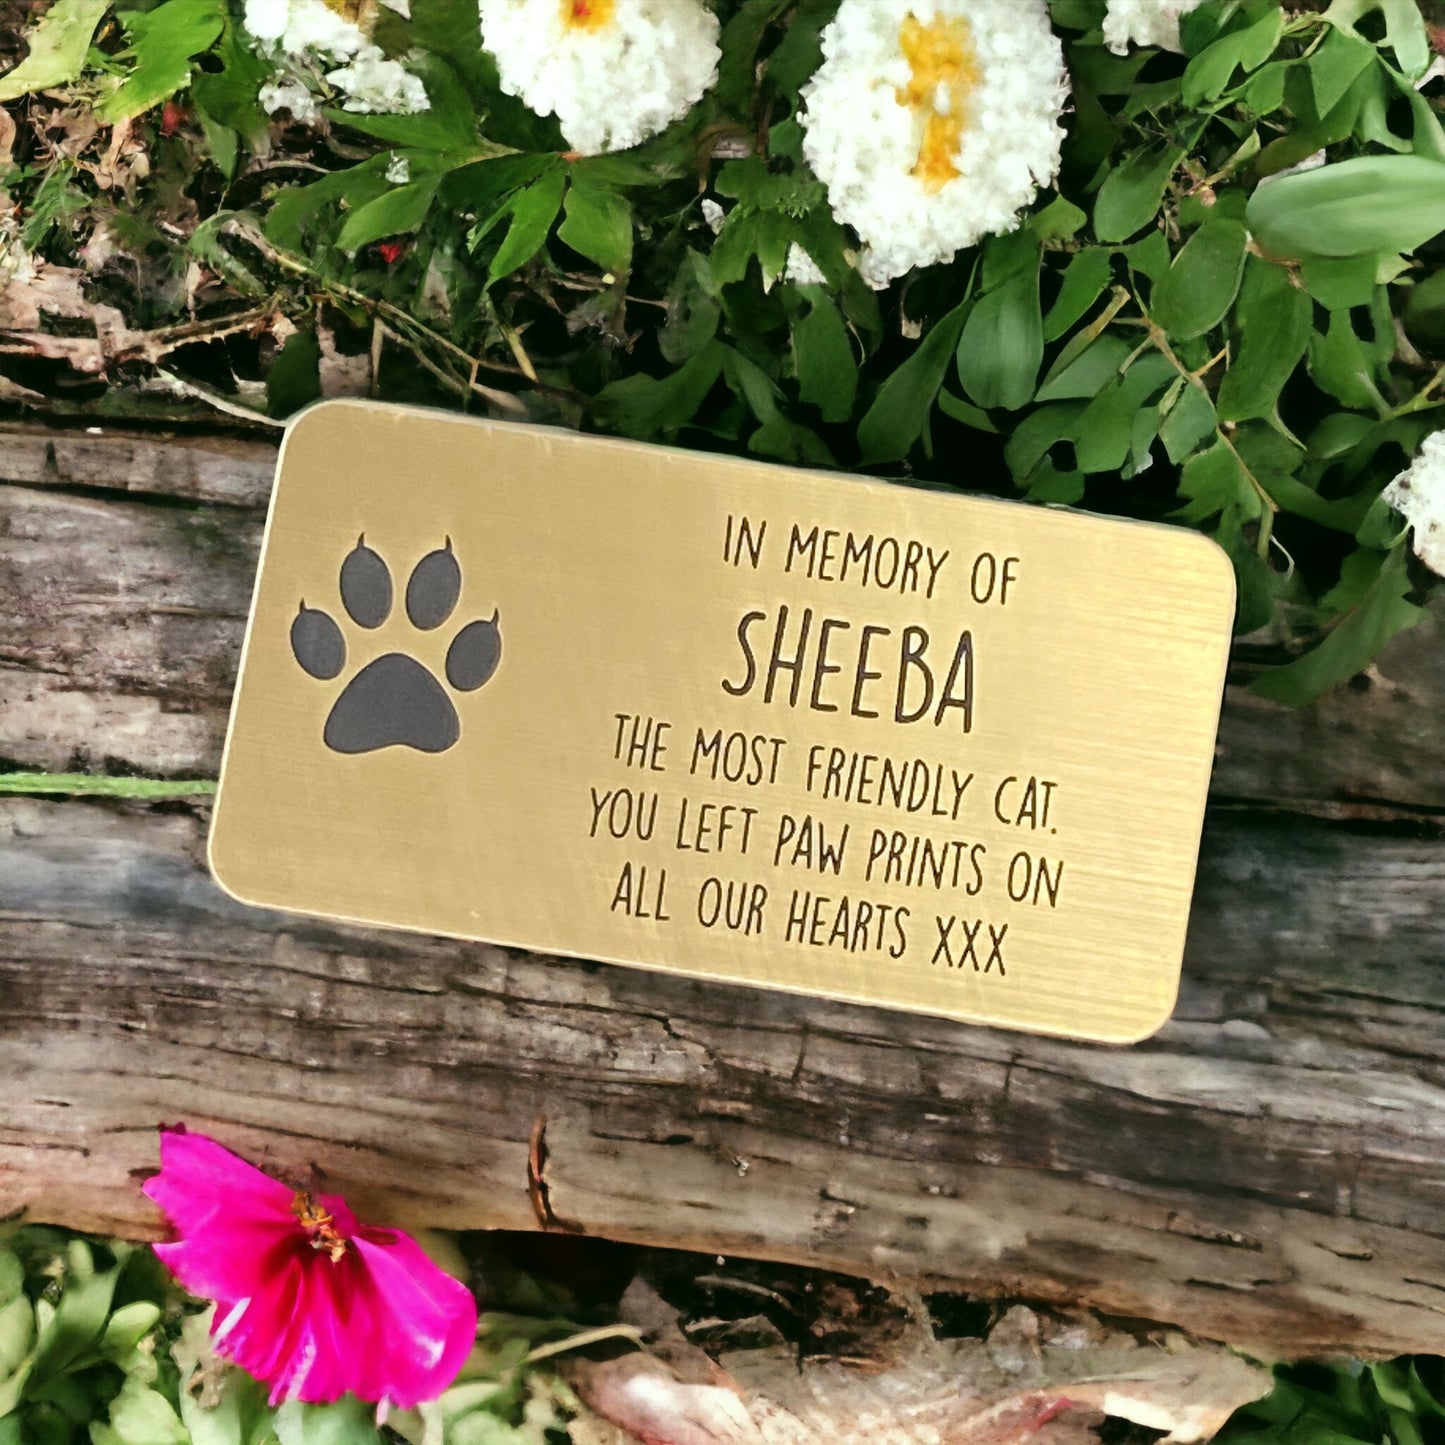 IN MEMORY OF
SHEEBA
THE MOST FRIENDLY CAT.
YOU LEFT PAW PRINTS ON
ALL OUR HEARTS XXX